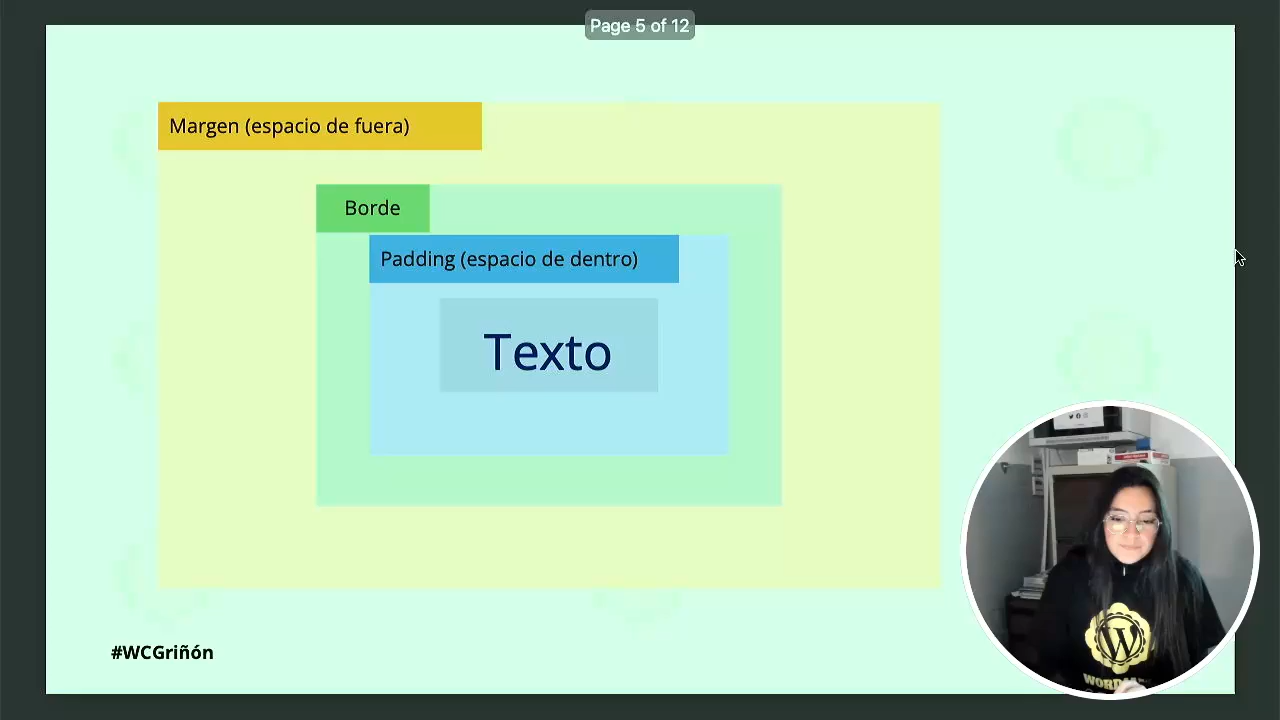 Page 5 of 12
Margen (espacio de fuera)
Borde
Padding (espacio de dentro)
Texto
#WCGriñón